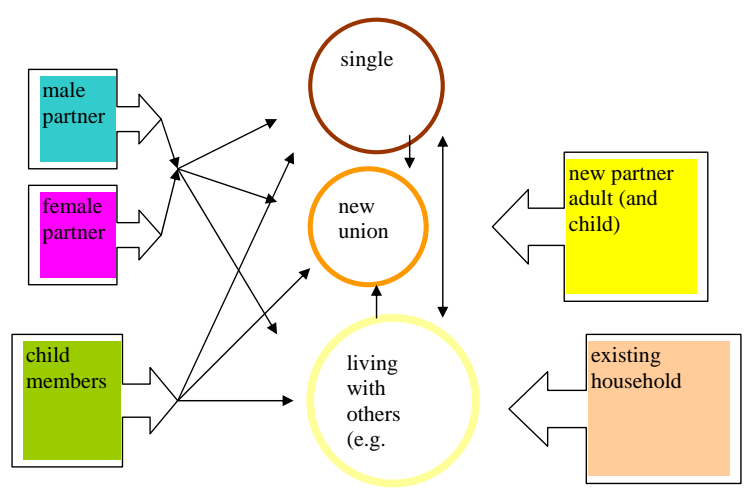 single
male
partner
new partner
adult (and
child)
female
partner
new
union
child
members
living
with
others
(e.g.
existing
household